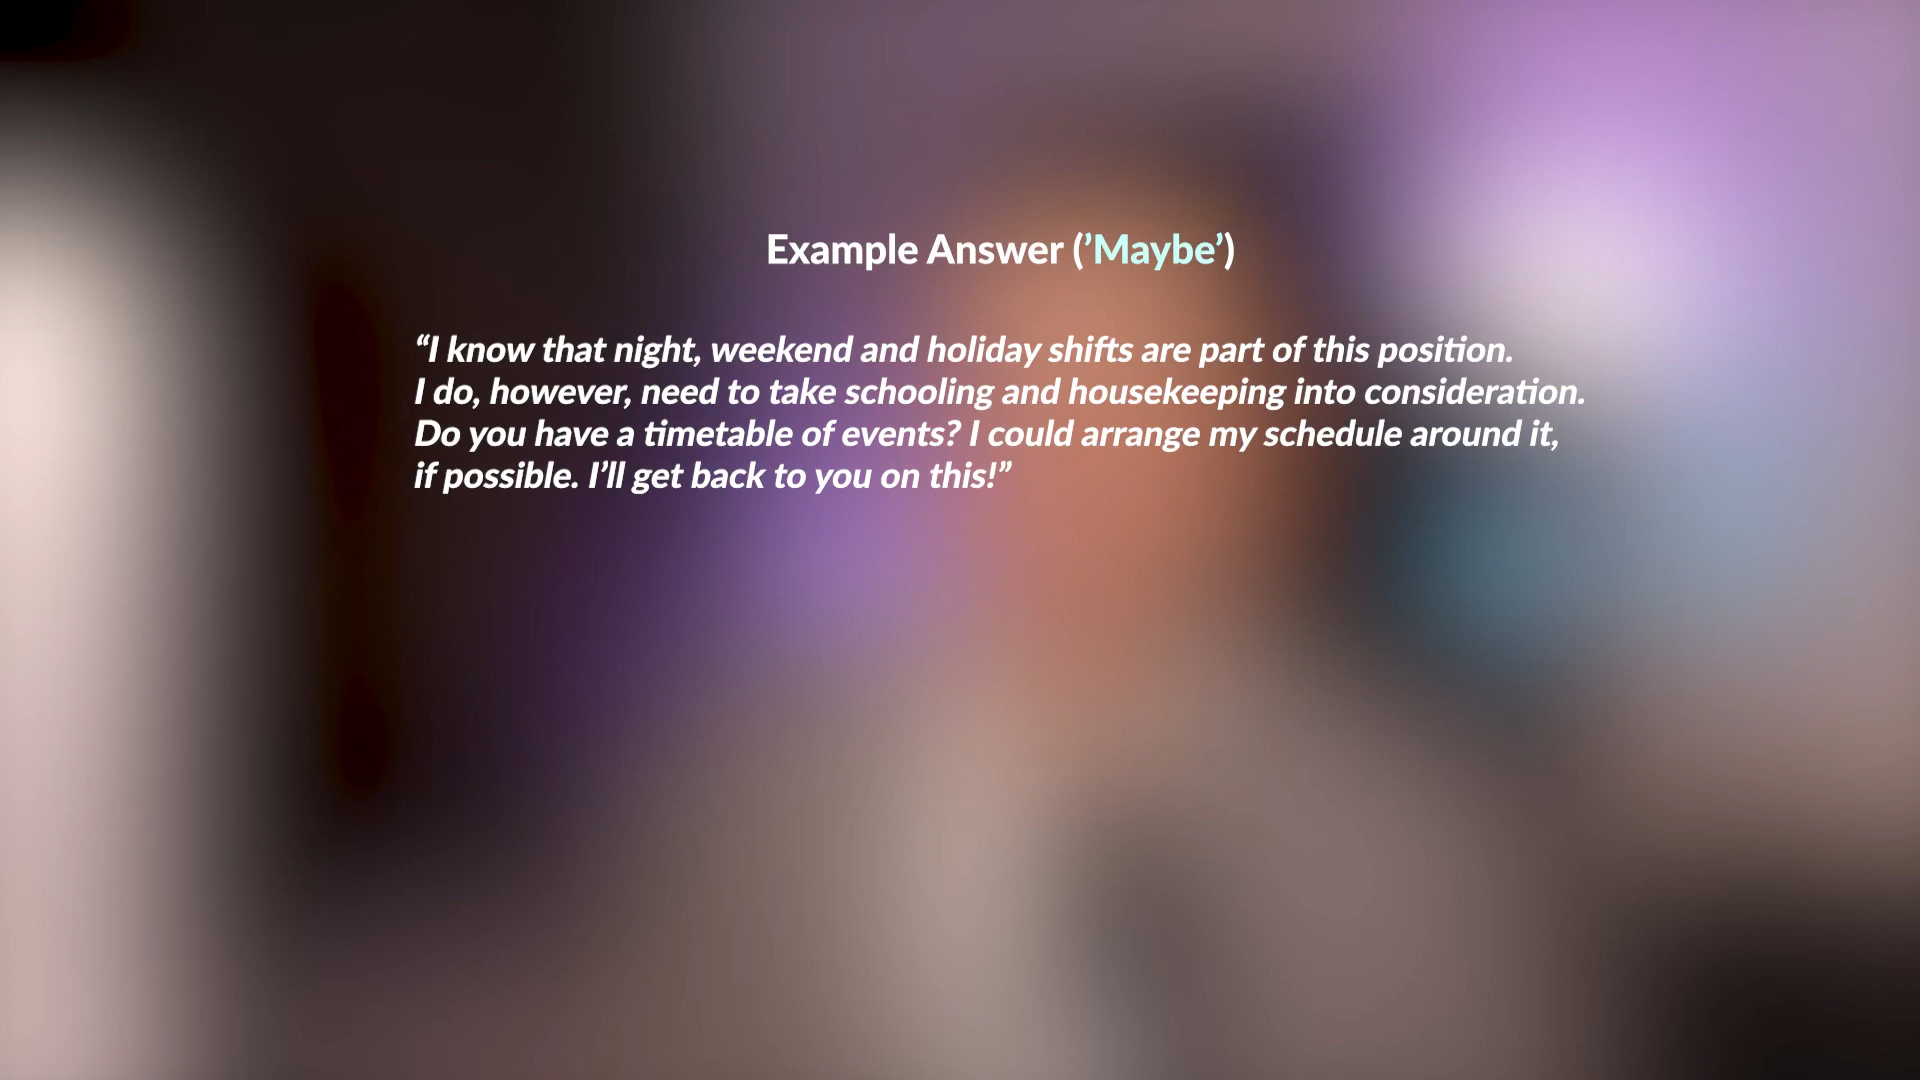 Example Answer (’Maybe’)
“I know that night, weekend and holiday shifts are part of this position.
I do, however, need to take schooling and housekeeping into consideration.
Do you have a timetable of events? I could arrange my schedule around it,
if possible. I’ll get back to you on this!”